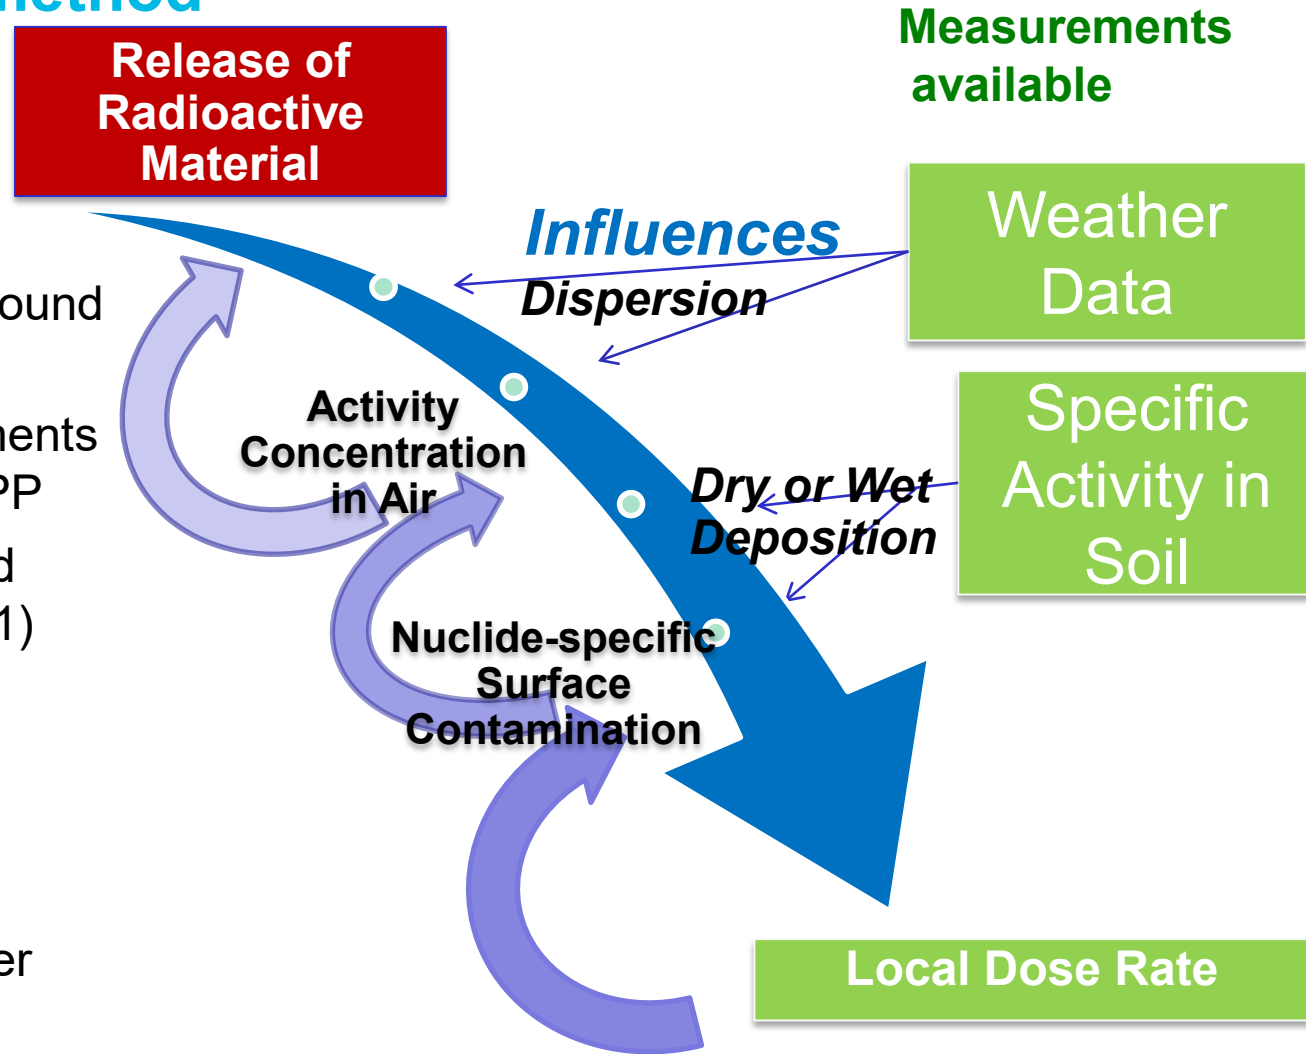 method
Release of
Radioactive
Material
Measurements
available
Influences
Dispersion
Weather
Data
ound
Activity
Concentration
in Air
nents
PP
Specific
Activity in
Soil
Dry or Wet
Deposition
d
1)
Nuclide-specific
Surface
Contamination
er
Local Dose Rate